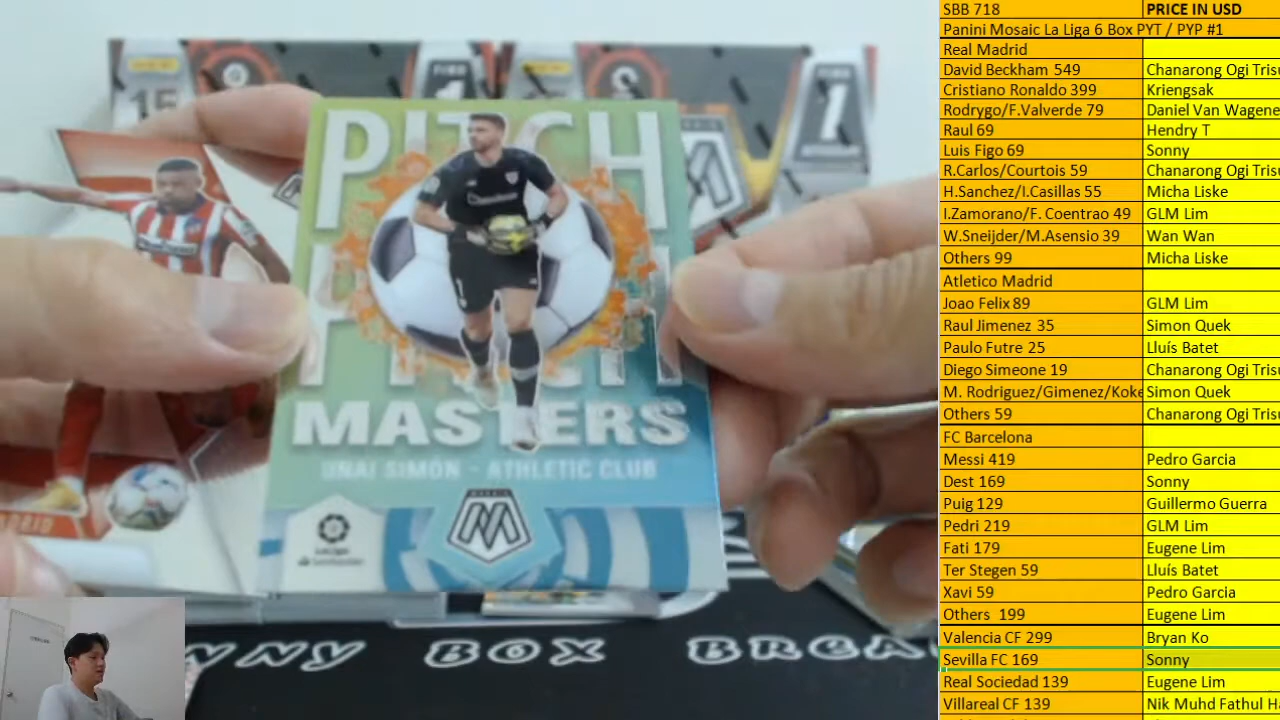 SBB 718 PRICE IN USD
Panini Mosaic La Liga 6 Box PYT / PYP #1
Real Madrid
David Beckham 549 Chanarong Ogi Trisu
Cristiano Ronaldo 399 Kriengsak
Rodrygo/F.Valverde 79 Daniel Van Wagene
Raul 69 Hendry T
Luis Figo 69 Sonny
R.Carlos/Courtois 59 Chanarong Ogi Trisu
H.Sanchez/I.Casillas 55 Micha Liske
I.Zamorano/F. Coentrao 49 GLM Lim
W.Sneijder/M.Asensio 39 Wan Wan
Others 99 Micha Liske
Atletico Madrid
Joao Felix 89 GLM Lim
Raul Jimenez 35 Simon Quek
Paulo Futre 25 Lluís Batet
Diego Simeone 19 Chanarong Ogi Trisu
M. Rodriguez/Gimenez/Koke Simon Quek
Others 59 Chanarong Ogi Trisu
FC Barcelona
Messi 419 Pedro Garcia
Dest 169 Sonny
Puig 129 Guillermo Guerra
Pedri 219 GLM Lim
Fati 179 Eugene Lim
Ter Stegen 59 Lluís Batet
Xavi 59 Pedro Garcia
Others 199 Eugene Lim
Valencia CF 299 Bryan Ko
Sevilla FC 169 Sonny
Real Sociedad 139 Eugene Lim
Villareal CF 139 Nik Muhd Fathul Ha
15
1
PITCH
MASTERS
UNAI SIMON - ATHLETIC CLUB
MOSAIC
LaLiga
NNY BOX BREA